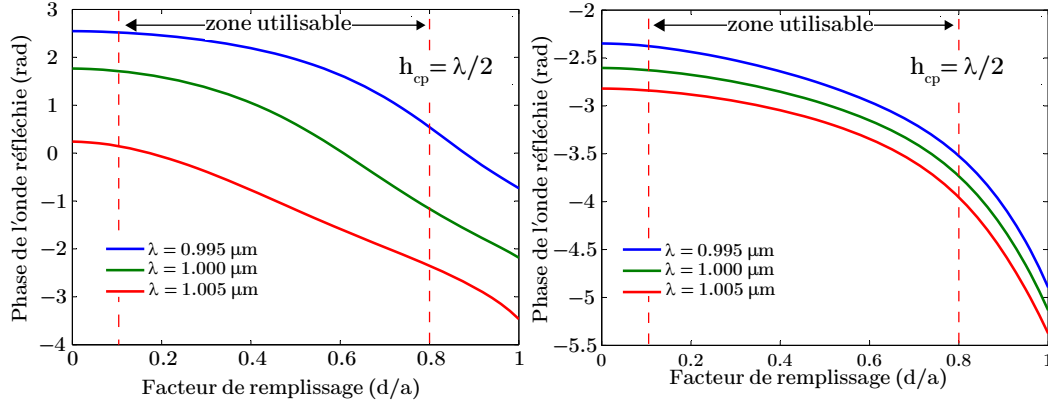 zone utilisable
h_cp = λ/2
Phase de l'onde réfléchie (rad)
3
2
1
0
−1
−2
−3
−4
λ = 0.995 µm
λ = 1.000 µm
λ = 1.005 µm
0 0.2 0.4 0.6 0.8 1
Facteur de remplissage (d/a)
zone utilisable
h_cp = λ/2
Phase de l'onde réfléchie (rad)
−2
−2.5
−3
−3.5
−4
−4.5
−5
−5.5
λ = 0.995 µm
λ = 1.000 µm
λ = 1.005 µm
0 0.2 0.4 0.6 0.8 1
Facteur de remplissage (d/a)